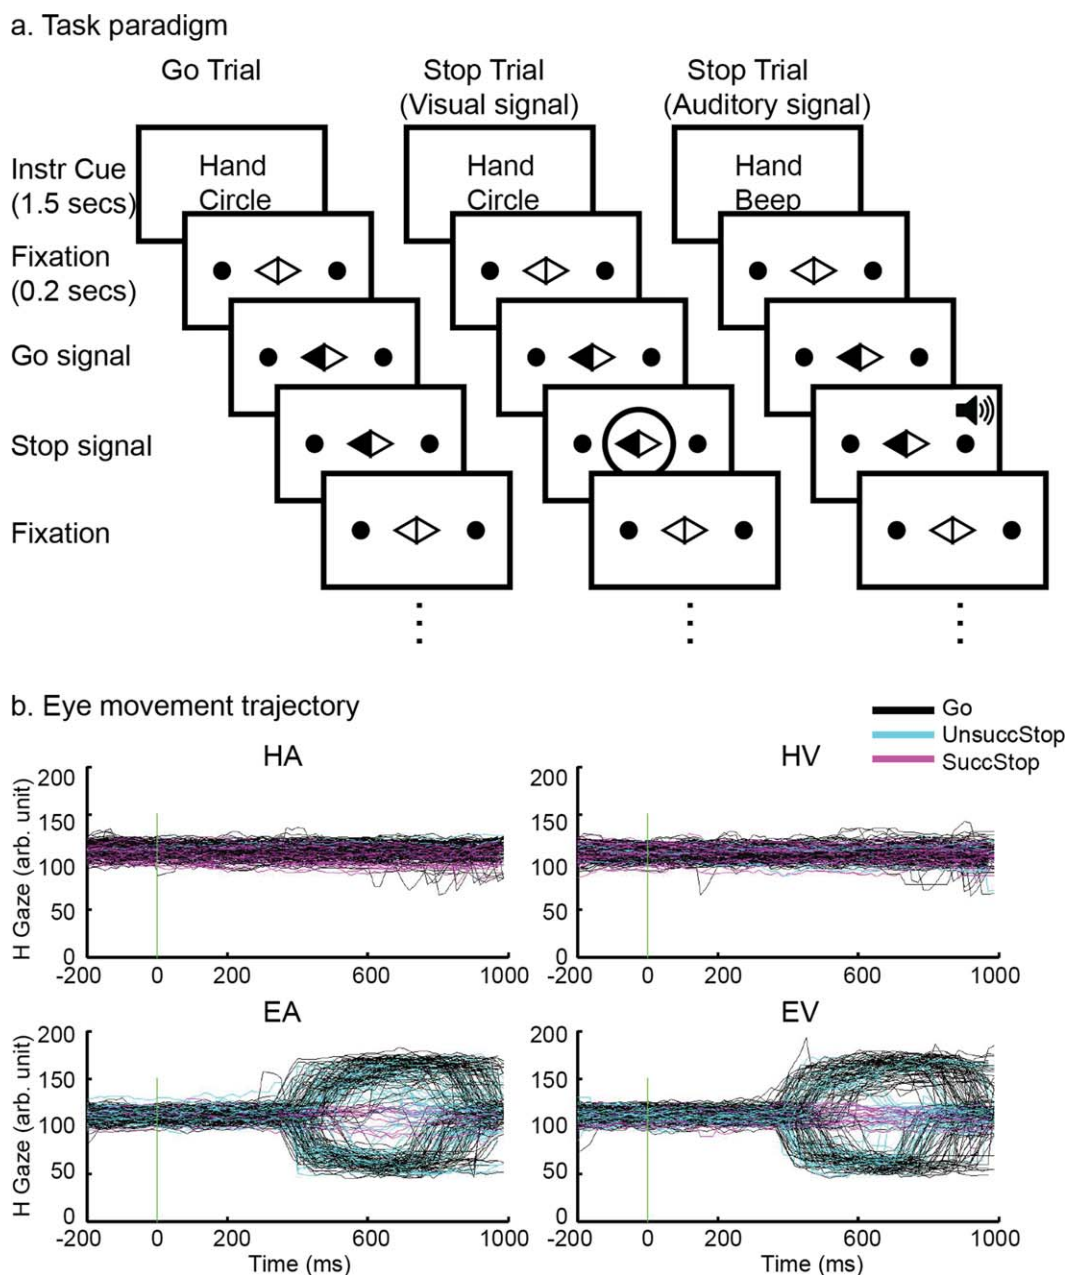 a. Task paradigm
Go Trial
Stop Trial
(Visual signal)
Stop Trial
(Auditory signal)
Instr Cue
(1.5 secs)
Hand
Circle
Hand
Circle
Hand
Beep
Fixation
(0.2 secs)
Go signal
Stop signal
Fixation
b. Eye movement trajectory
Go
UnsuccStop
SuccStop
HA
H Gaze (arb. unit)
200
150
100
50
0
-200 0 200 600 1000
HV
200
150
100
50
0
-200 0 200 600 1000
EA
H Gaze (arb. unit)
200
150
100
50
0
-200 0 200 600 1000
Time (ms)
EV
200
150
100
50
0
-200 0 200 600 1000
Time (ms)